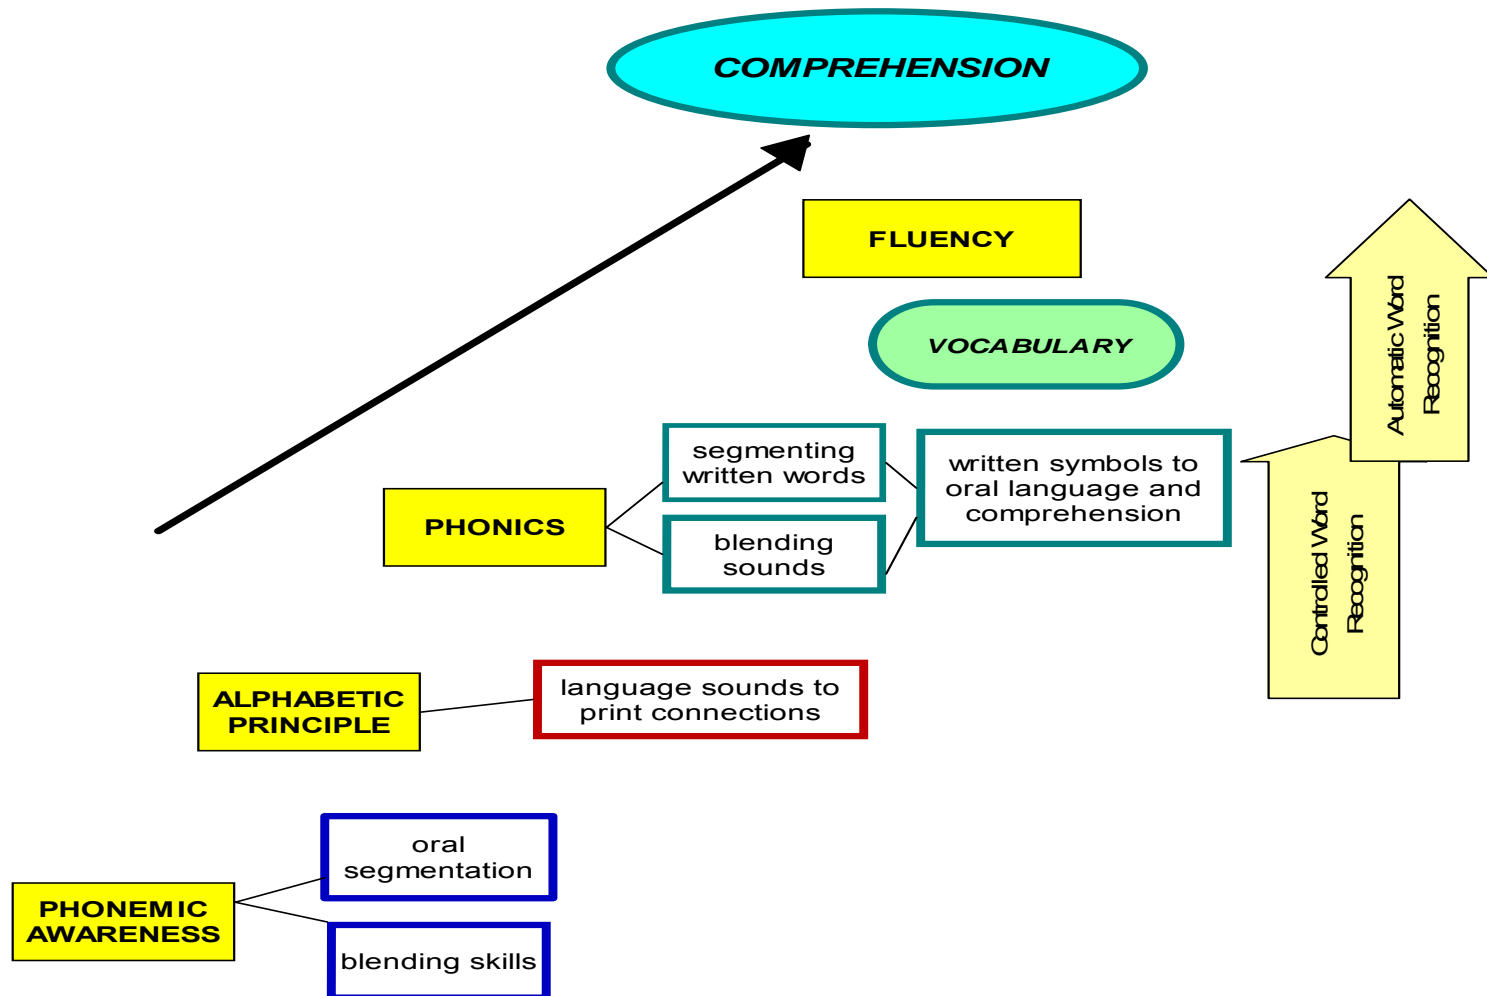 COMPREHENSION
FLUENCY
VOCABULARY
segmenting
written words
written symbols to
oral language and
comprehension
PHONICS
blending
sounds
Automatic Word
Recognition
Controlled Word
Recognition
ALPHABETIC
PRINCIPLE
language sounds to
print connections
oral
segmentation
PHONEMIC
AWARENESS
blending skills